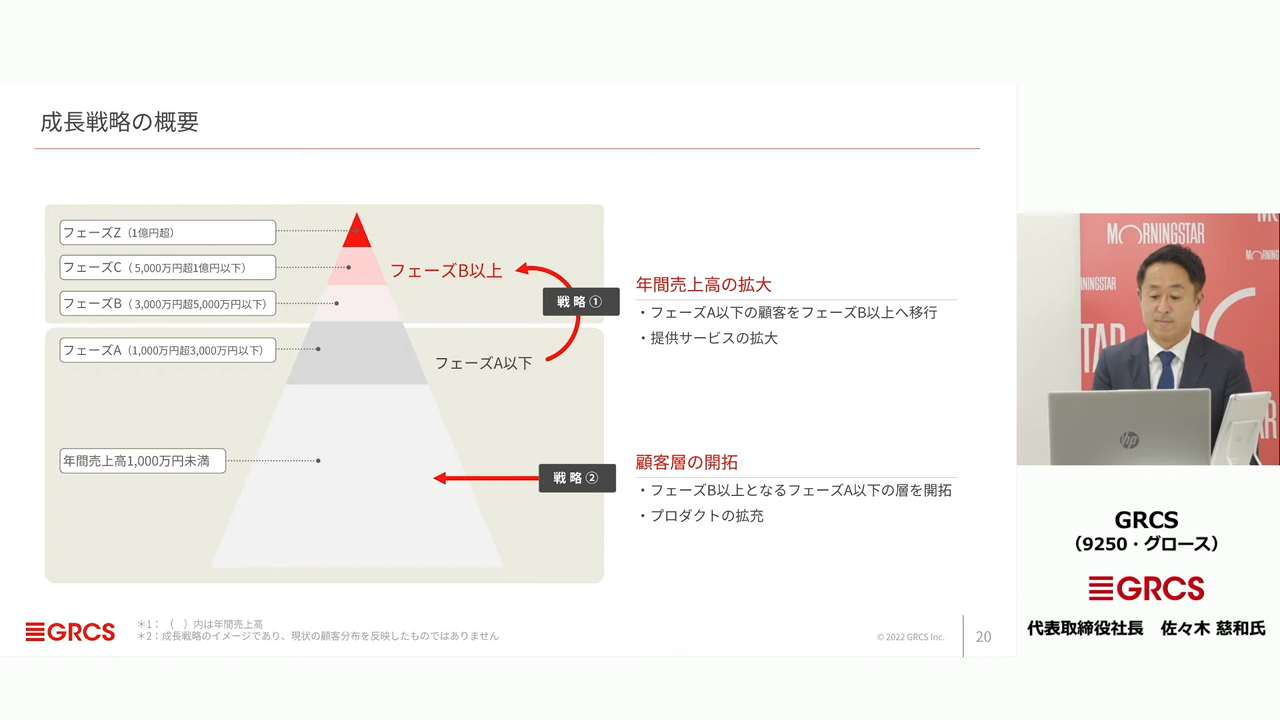 成長戦略の概要
フェーズZ（1億円超）
フェーズC（ 5,000万円超1億円以下）
フェーズB（ 3,000万円超5,000万円以下）
フェーズA（1,000万円超3,000万円以下）
年間売上高1,000万円未満
フェーズB以上
戦略①
フェーズA以下
戦略②
年間売上高の拡大
・フェーズA以下の顧客をフェーズB以上へ移行
・提供サービスの拡大
顧客層の開拓
・フェーズB以上となるフェーズA以下の層を開拓
・プロダクトの拡充
GRCS
＊1：（　）内は年間売上高
＊2：成長戦略のイメージであり、現状の顧客分布を反映したものではありません
© 2022 GRCS Inc.
20
MORNINGSTAR
MORNINGSTAR
TAR
hp
GRCS
（9250・グロース）
GRCS
代表取締役社長　佐々木 慈和氏